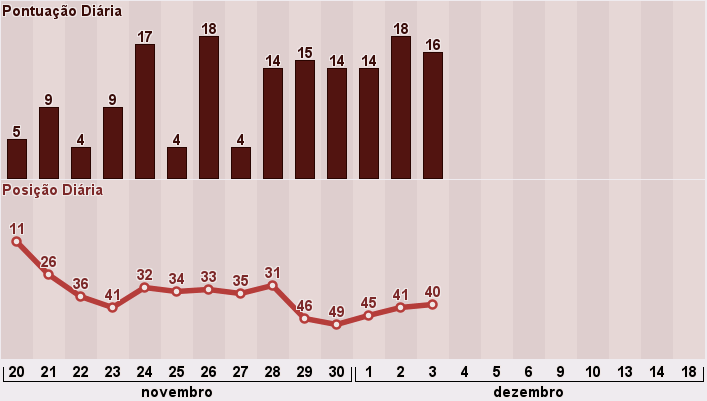 Pontuação Diária
5 9 4 9 17 4 18 4 14 15 14 14 18 16
Posição Diária
11 26 36 41 32 34 33 35 31 46 49 45 41 40
20 21 22 23 24 25 26 27 28 29 30 1 2 3 4 5 6 9 10 13 14 18
novembro dezembro